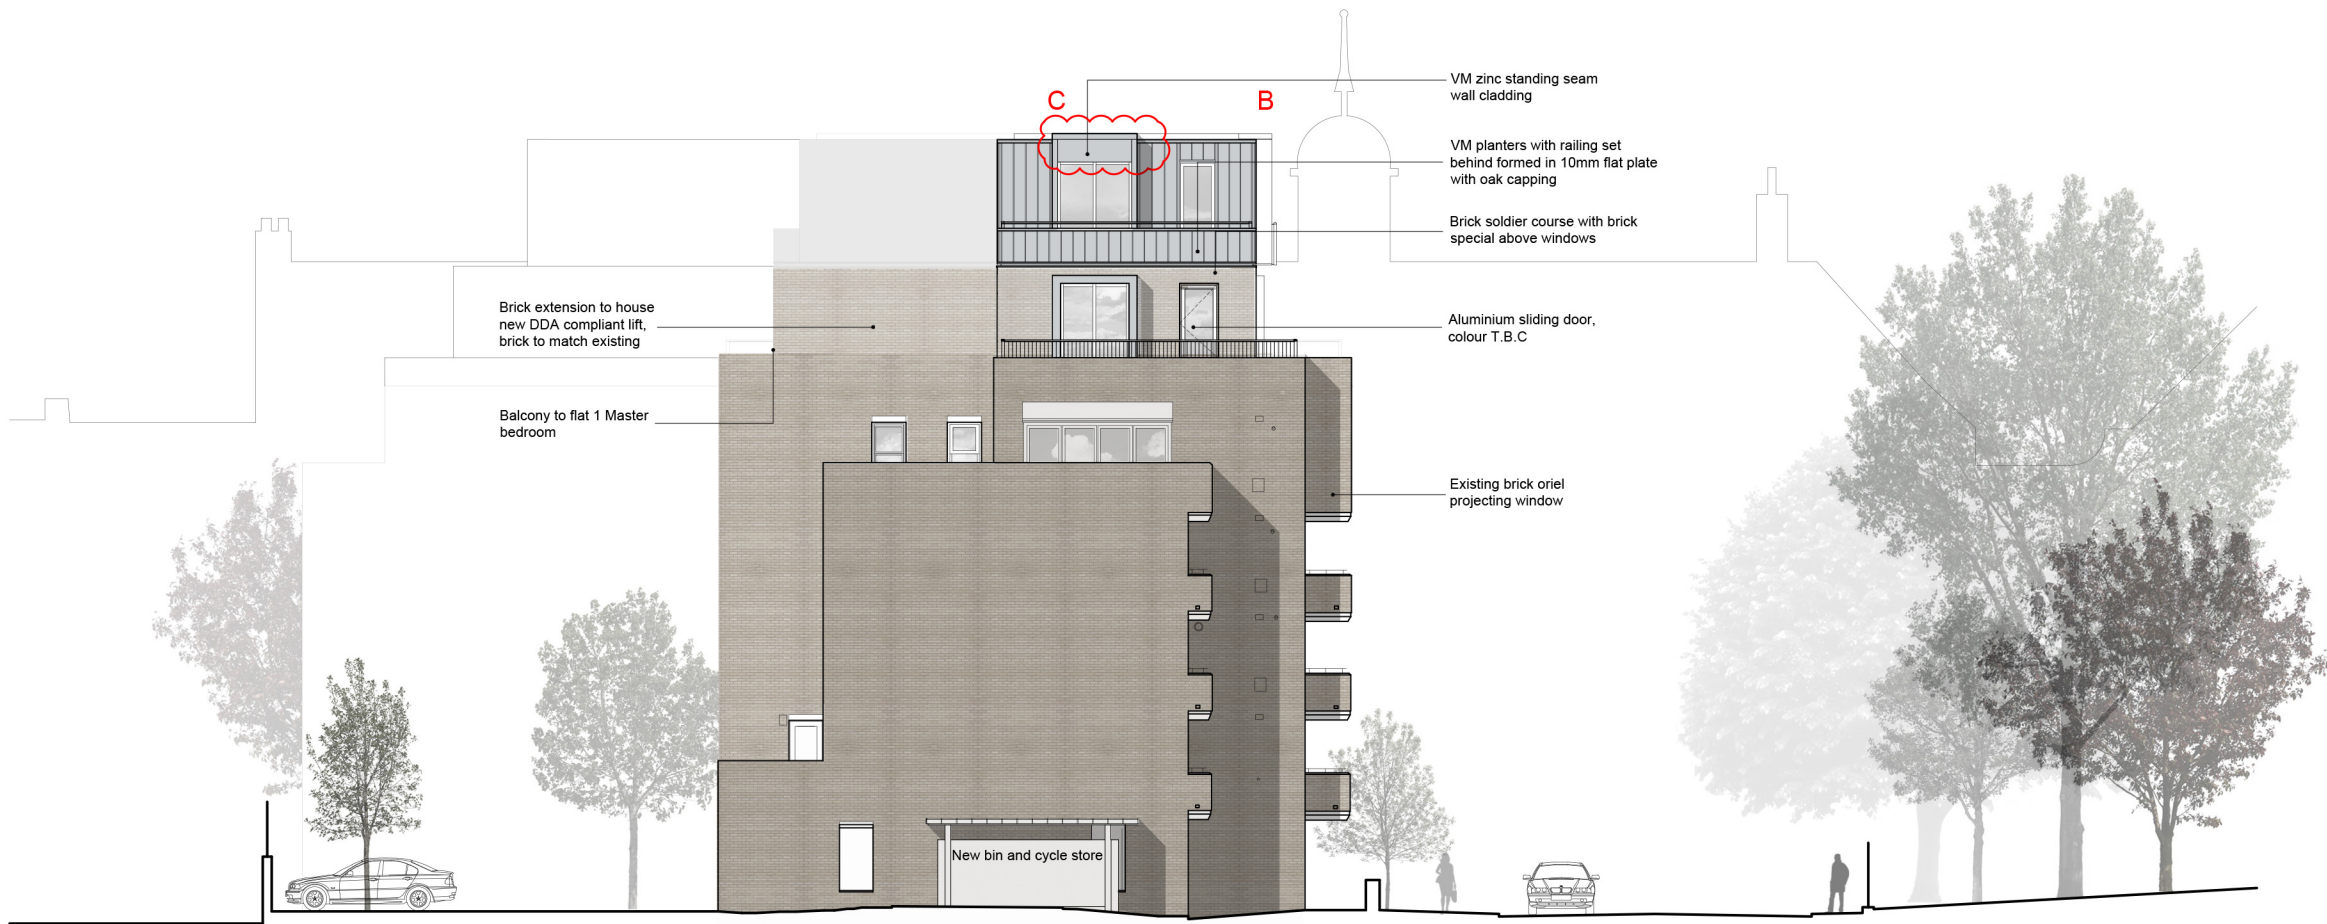 C
B
VM zinc standing seam
wall cladding
VM planters with railing set
behind formed in 10mm flat plate
with oak capping
Brick soldier course with brick
special above windows
Brick extension to house
new DDA compliant lift,
brick to match existing
Aluminium sliding door,
colour T.B.C
Balcony to flat 1 Master
bedroom
Existing brick oriel
projecting window
New bin and cycle store